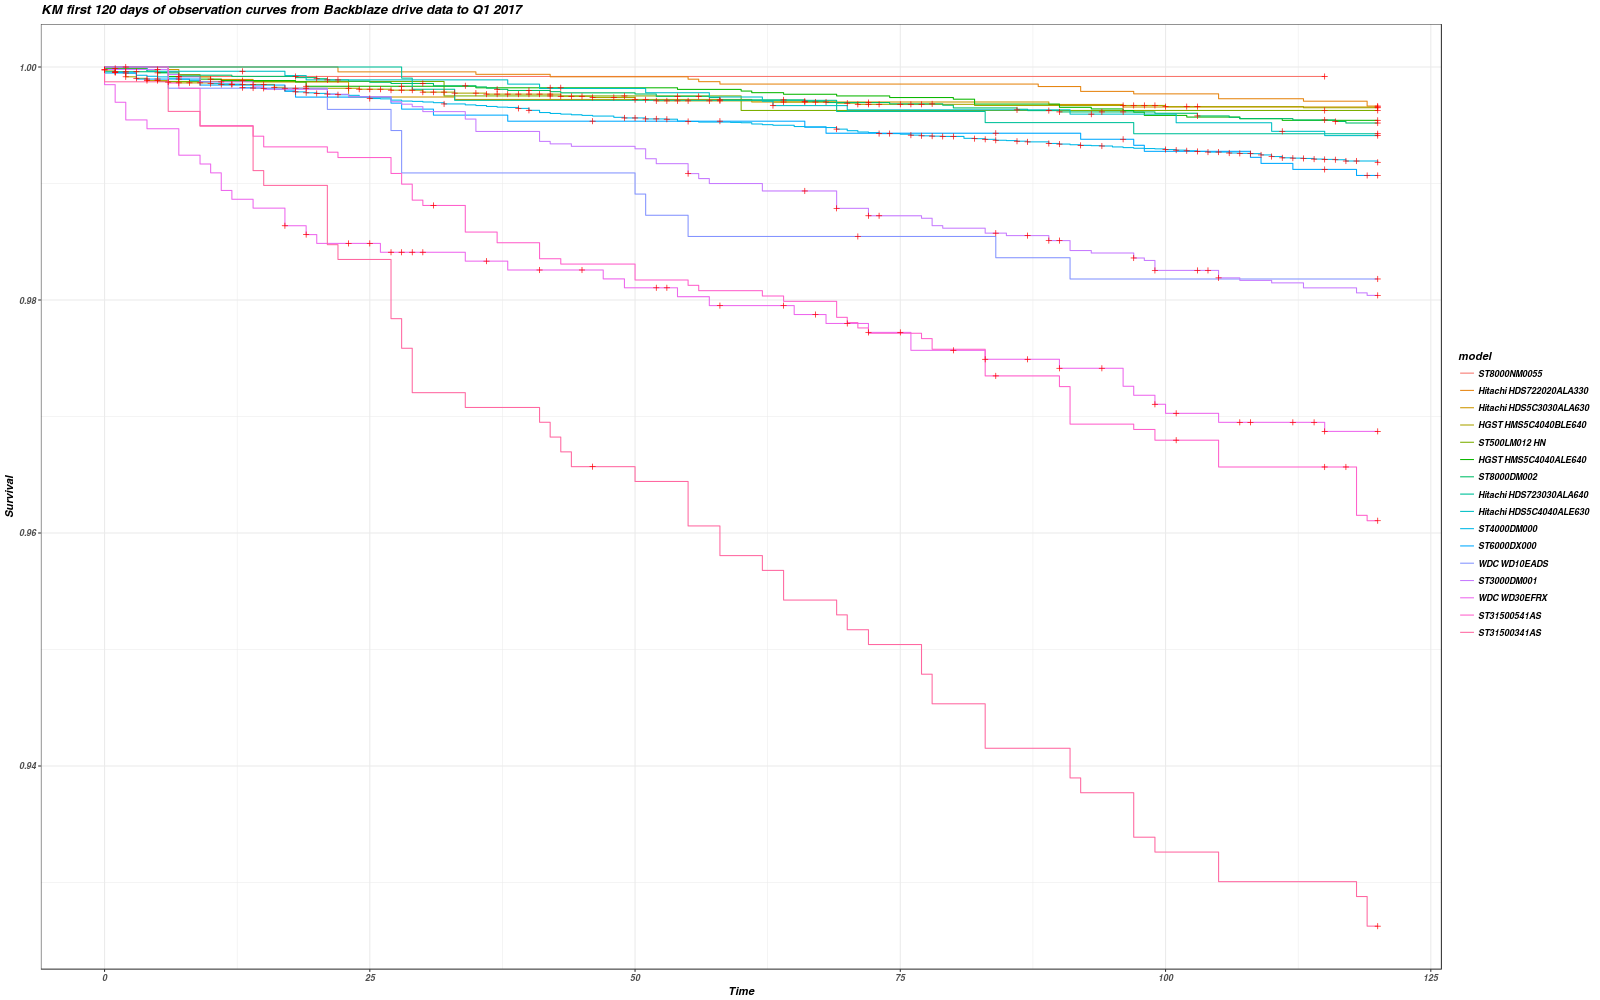 KM first 120 days of observation curves from Backblaze drive data to Q1 2017
1.00
0.98
0.96
0.94
Survival
0
25
50
75
100
125
Time
model
ST8000NM0055
Hitachi HDS722020ALA330
Hitachi HDS5C3030ALA630
HGST HMS5C4040BLE640
ST500LM012 HN
HGST HMS5C4040ALE640
ST8000DM002
Hitachi HDS723030ALA640
Hitachi HDS5C4040ALE630
ST4000DM000
ST6000DX000
WDC WD10EADS
ST3000DM001
WDC WD30EFRX
ST31500541AS
ST31500341AS